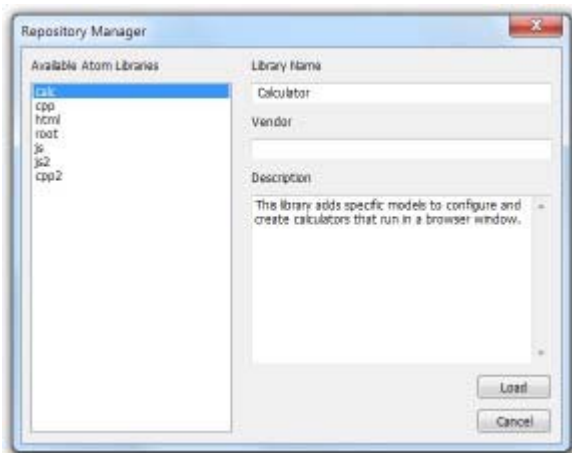 Repository Manager
Available Atom Libraries
calc
cpp
html
root
js
js2
cpp2
Library Name
Calculator
Vendor
Description
This library adds specific models to configure and
create calculators that run in a browser window.
Load
Cancel